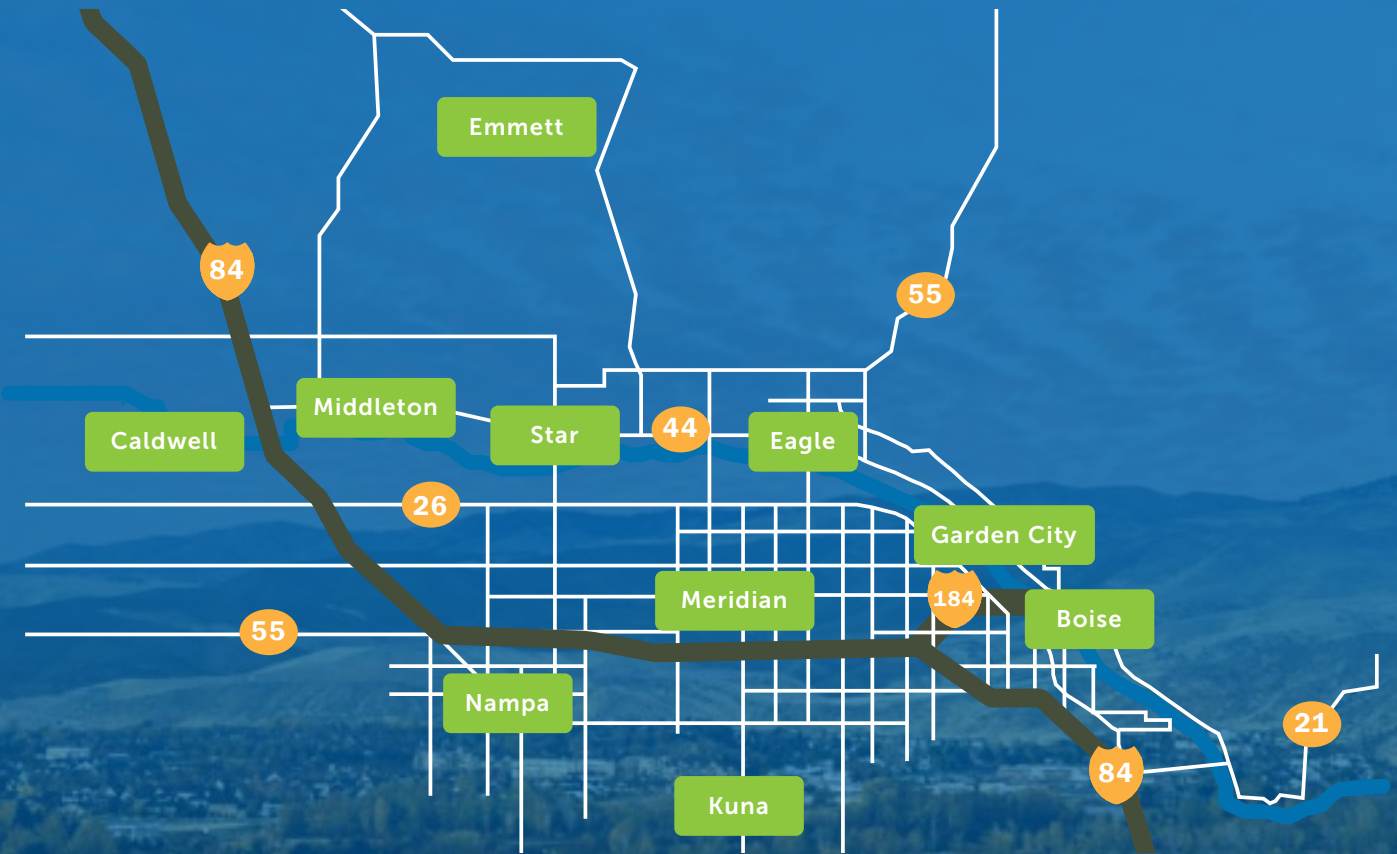 Emmett
84
55
Middleton
Caldwell
Star
44
Eagle
26
Garden City
Meridian
184
Boise
55
Nampa
21
84
Kuna